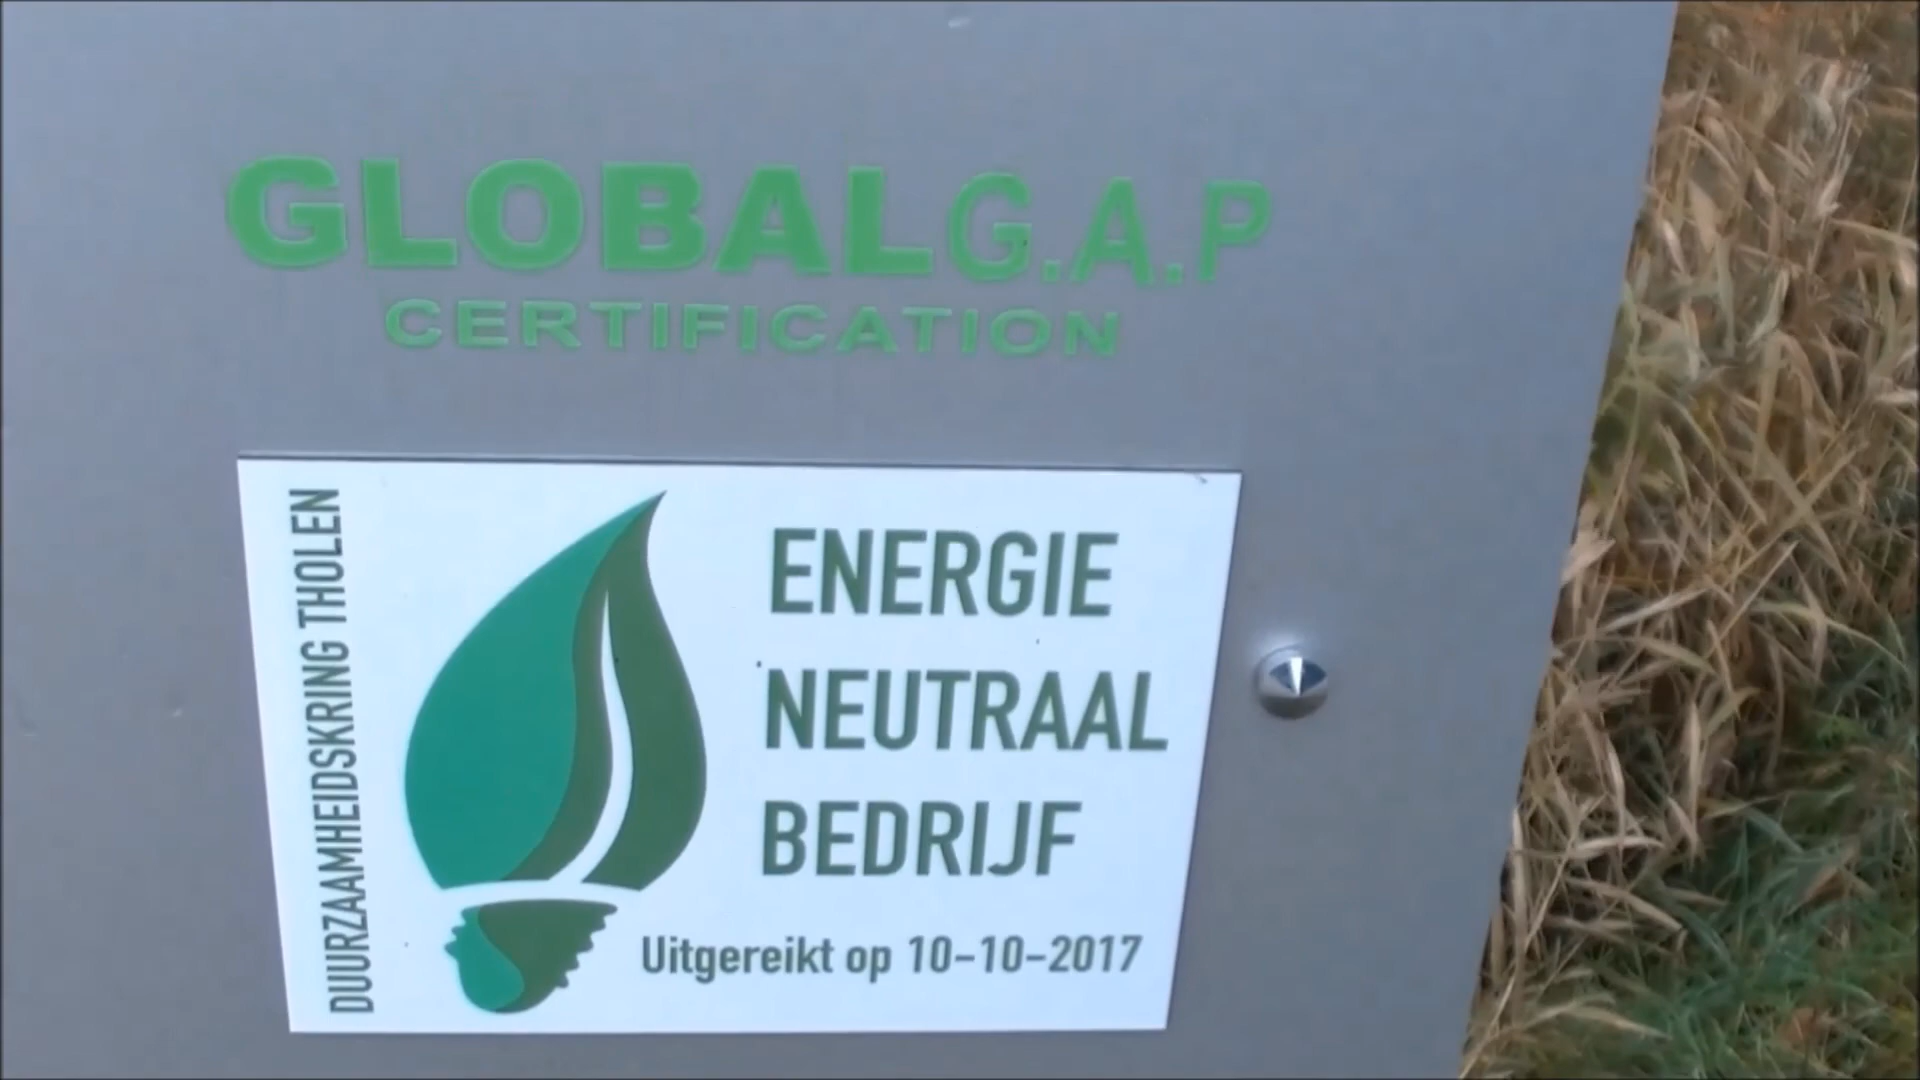 GLOBALG.A.P
CERTIFICATION
DUURZAAMHEIDSKRING THOLEN
ENERGIE
NEUTRAAL
BEDRIJF
Uitgereikt op 10-10-2017